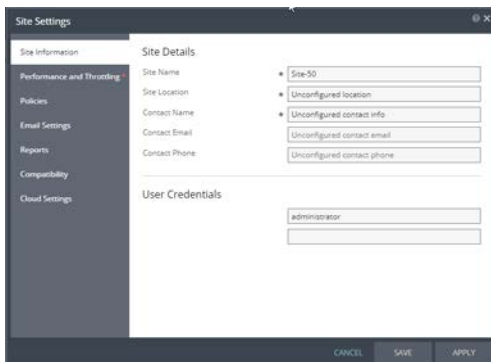 Site Settings
Site Information
Performance and Throttling *
Policies
Email Settings
Reports
Compatibility
Cloud Settings
Site Details
Site Name * Site-50
Site Location * Unconfigured location
Contact Name * Unconfigured contact info
Contact Email Unconfigured contact email
Contact Phone Unconfigured contact phone
User Credentials
administrator
CANCEL SAVE APPLY